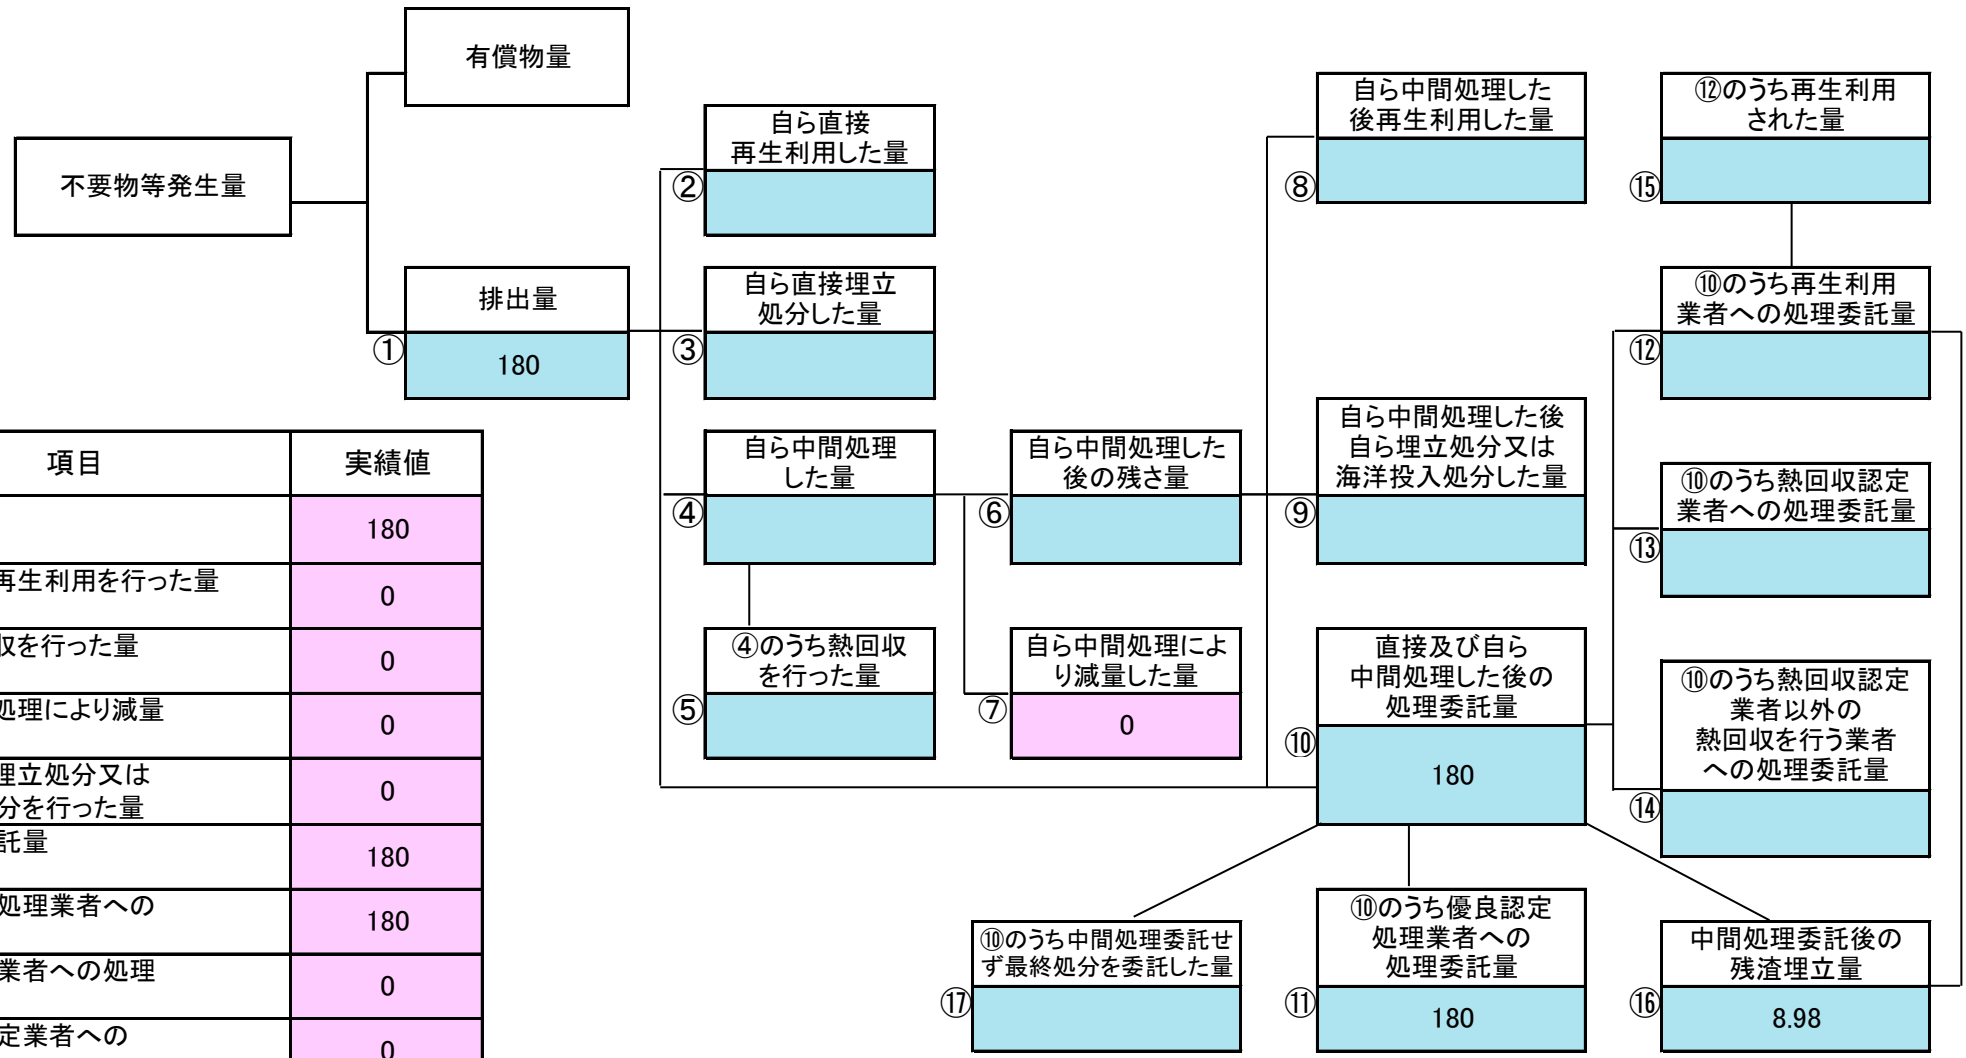 有償物量
不要物等発生量
排出量
①
180
自ら直接
再生利用した量
②
自ら直接埋立
処分した量
③
自ら中間処理
した量
④
④のうち熱回収
を行った量
⑤
自ら中間処理した
後の残さ量
⑥
自ら中間処理によ
り減量した量
⑦
0
自ら中間処理した
後再生利用した量
⑧
自ら中間処理した後
自ら埋立処分又は
海洋投入処分した量
⑨
直接及び自ら
中間処理した後の
処理委託量
⑩
180
⑫のうち再生利用
された量
⑮
⑩のうち再生利用
業者への処理委託量
⑫
⑩のうち熱回収認定
業者への処理委託量
⑬
⑩のうち熱回収認定
業者以外の
熱回収を行う業者
への処理委託量
⑭
⑩のうち中間処理委託せ
ず最終処分を委託した量
⑰
⑩のうち優良認定
処理業者への
処理委託量
⑪
180
中間処理委託後の
残渣埋立量
⑯
8.98
項目 実績値
180
再生利用を行った量 0
収を行った量 0
処理により減量 0
埋立処分又は
分を行った量 0
託量 180
処理業者への 180
業者への処理 0
定業者への 0